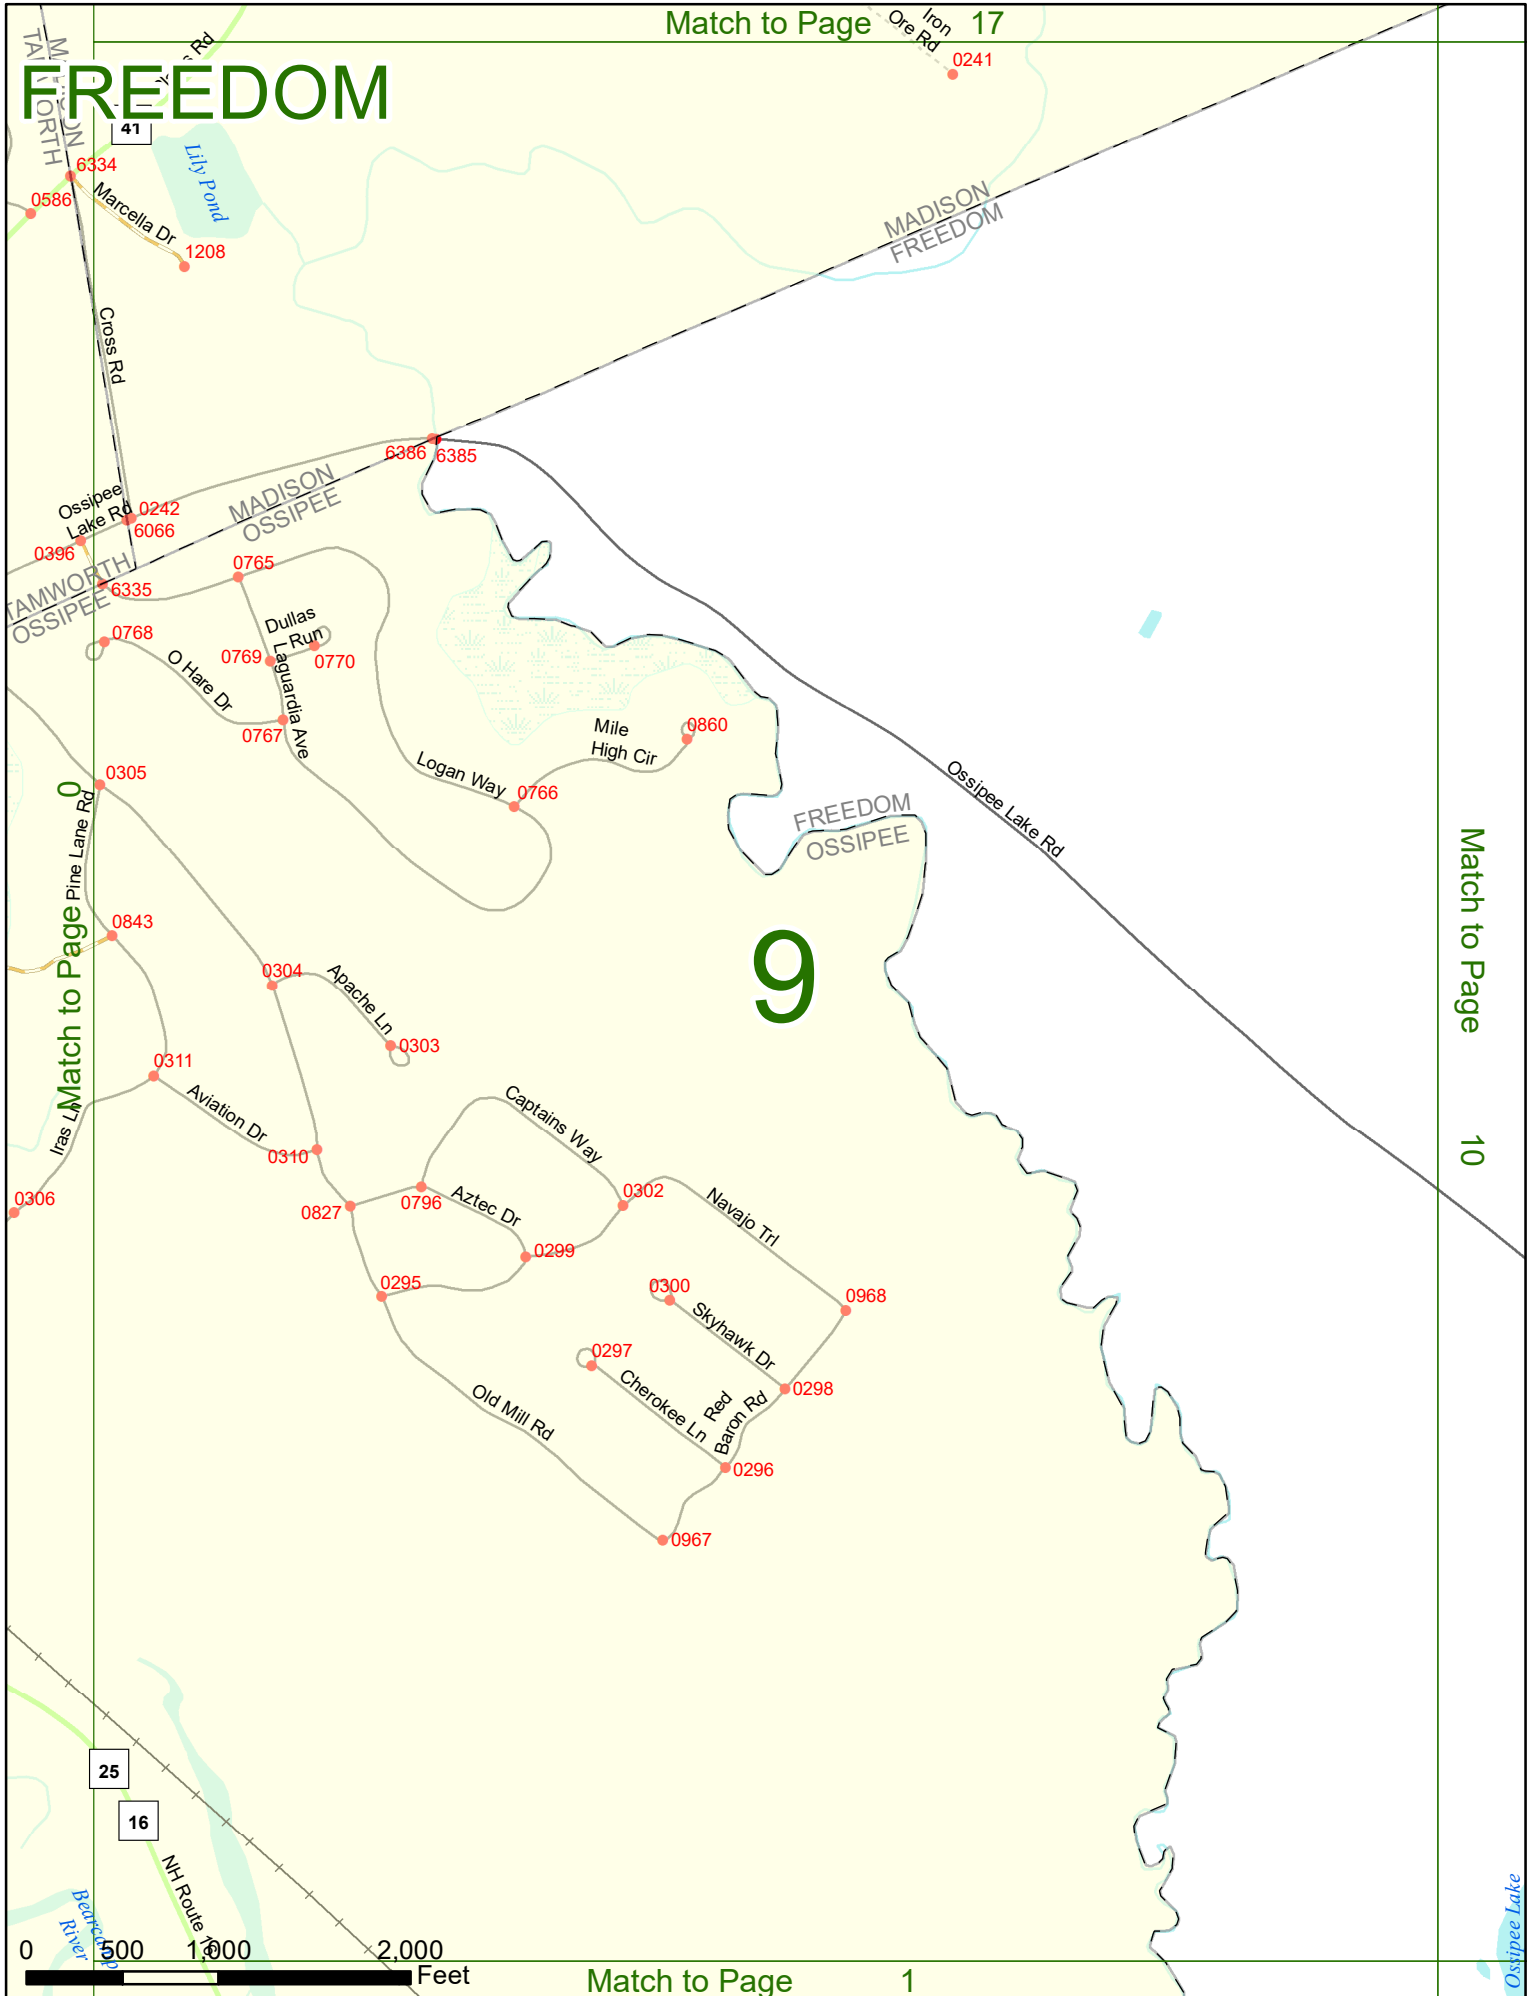 Match to Page 17
Iron
Ore Rd
0241
FREEDOM
41
Lily Pond
6334
0586
Marcella Dr
1208
MADISON
FREEDOM
Cross Rd
6386
6385
MADISON
OSSIPEE
Ossipee
Lake Rd
0242
6066
0396
6335
TAMWORTH
OSSIPEE
0765
0768
Dullas
Run
0769
0770
O Hare Dr
Laguardia Ave
0767
Mile
High Cir
0860
Logan Way
0766
0305
Pine Lane Rd
Match to Page 0
FREEDOM
OSSIPEE
Ossipee Lake Rd
Match to Page 10
0843
9
0304
Apache Ln
0303
0311
Aviation Dr
Iras Ln
0310
0306
Captains Way
0827
0796
Aztec Dr
0302
Navajo Trl
0299
0295
0300
0968
Skyhawk Dr
0297
0298
Cherokee Ln
Red
Baron Rd
Old Mill Rd
0296
0967
25
16
NH Route 16
Bearcamp
River
Ossipee Lake
0 500 1,000 2,000
Feet
Match to Page 1